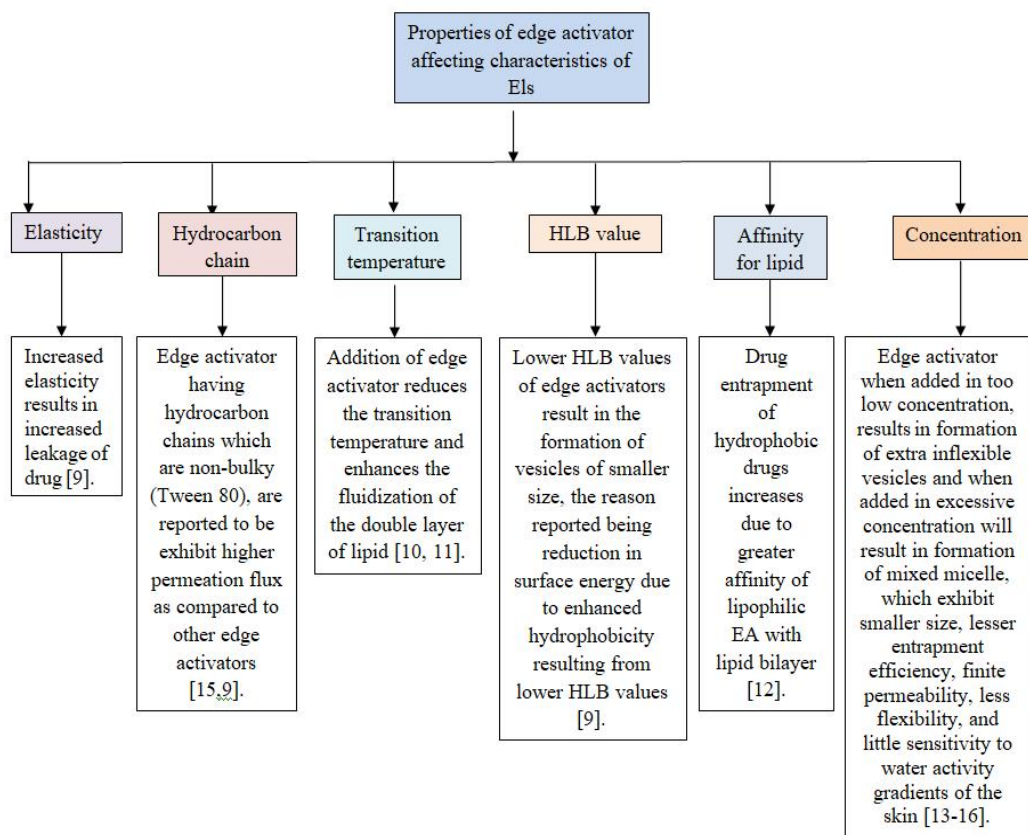 Properties of edge activator
affecting characteristics of
Els
Elasticity
Hydrocarbon
chain
Transition
temperature
HLB value
Affinity
for lipid
Concentration
Increased
elasticity
results in
increased
leakage of
drug [9].
Edge activator
having
hydrocarbon
chains which
are non-bulky
(Tween 80), are
reported to be
exhibit higher
permeation flux
as compared to
other edge
activators
[15,9].
Addition of edge
activator reduces
the transition
temperature and
enhances the
fluidization of
the double layer
of lipid [10, 11].
Lower HLB values
of edge activators
result in the
formation of
vesicles of smaller
size, the reason
reported being
reduction in
surface energy due
to enhanced
hydrophobicity
resulting from
lower HLB values
[9].
Drug
entrapment
of
hydrophobic
drugs
increases
due to
greater
affinity of
lipophilic
EA with
lipid bilayer
[12].
Edge activator
when added in too
low concentration,
results in formation
of extra inflexible
vesicles and when
added in excessive
concentration will
result in formation
of mixed micelle,
which exhibit
smaller size, lesser
entrapment
efficiency, finite
permeability, less
flexibility, and
little sensitivity to
water activity
gradients of the
skin [13-16].